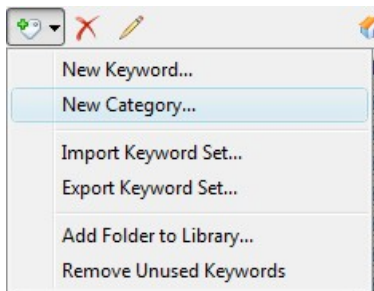 New Keyword...
New Category...
Import Keyword Set...
Export Keyword Set...
Add Folder to Library...
Remove Unused Keywords